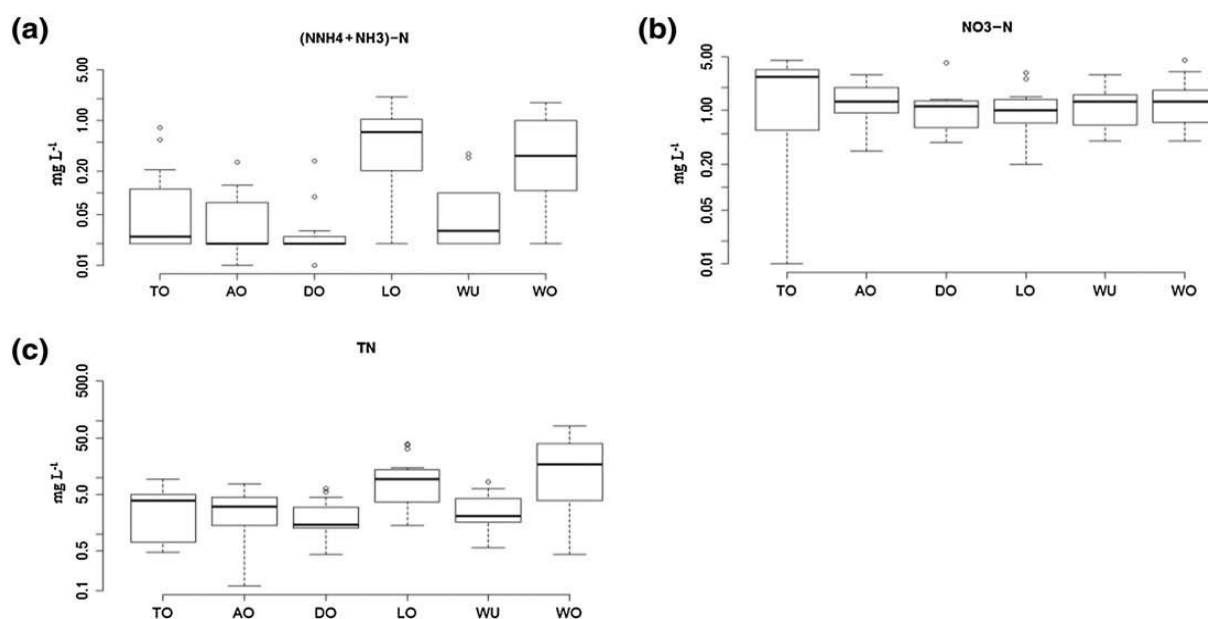 (a)
(NNH4+NH3)-N
mg L-1
5.00
1.00
0.20
0.05
0.01
TO AO DO LO WU WO
(b)
NO3-N
mg L-1
5.00
1.00
0.20
0.05
0.01
TO AO DO LO WU WO
(c)
TN
mg L-1
500.0
50.0
5.0
0.5
0.1
TO AO DO LO WU WO